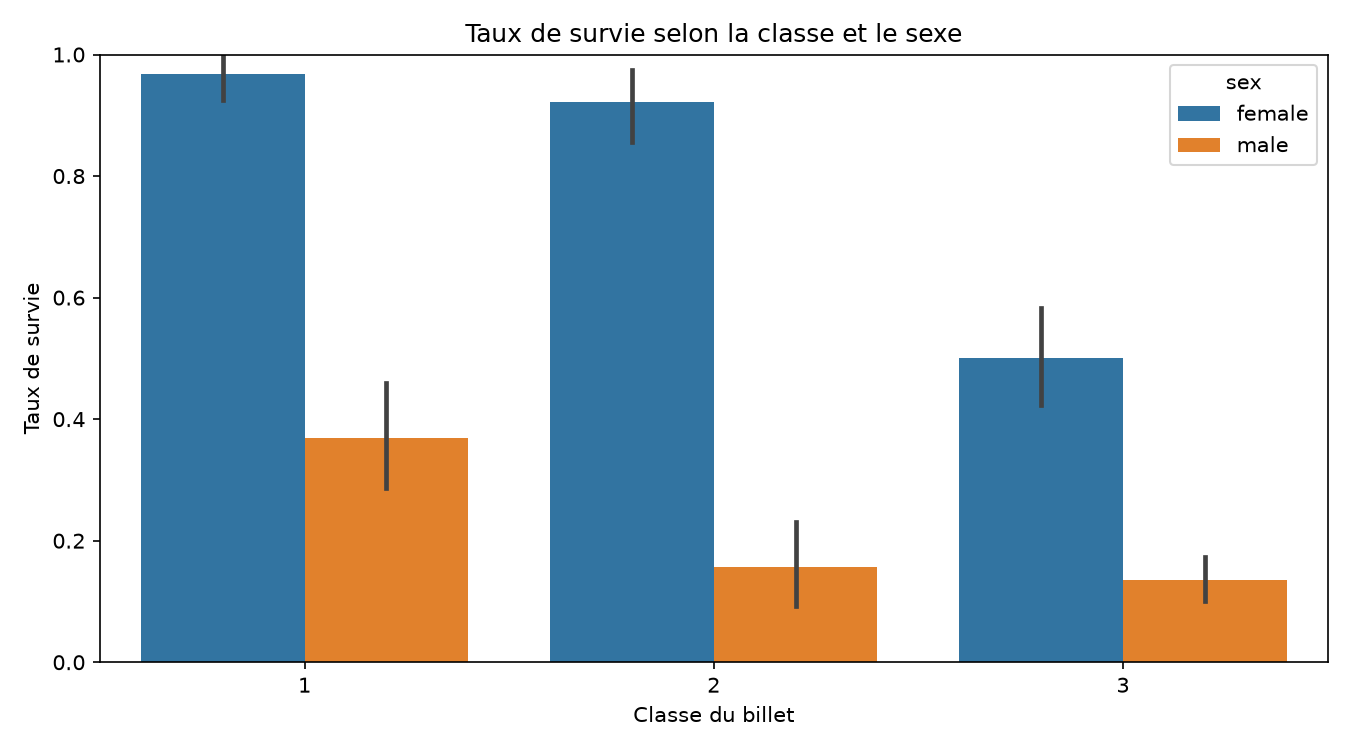 Taux de survie selon la classe et le sexe
1.0
0.8
0.6
0.4
0.2
0.0
Taux de survie
sex
female
male
1
2
3
Classe du billet